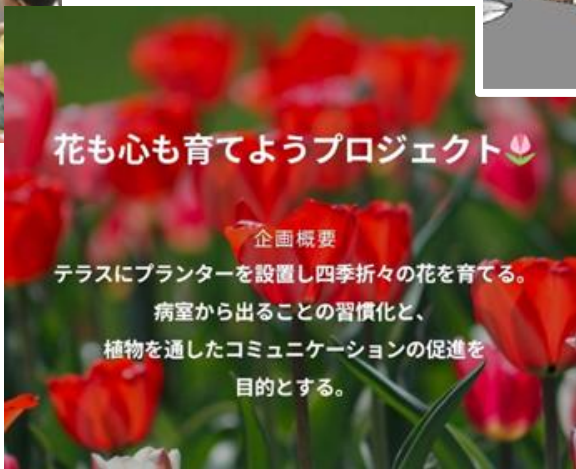 花も心も育てようプロジェクト🌷
企画概要
テラスにプランターを設置し四季折々の花を育てる。
病室から出ることの習慣化と、
植物を通したコミュニケーションの促進を
目的とする。